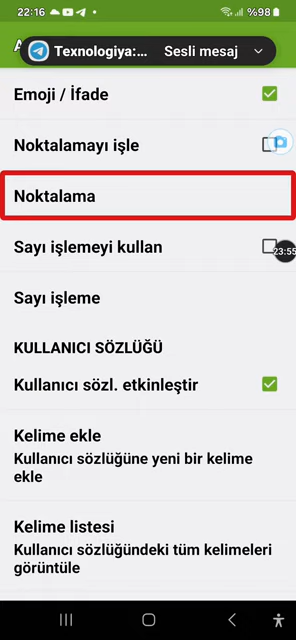 22:16 %98
A
Texnologiya:... Sesli mesaj
Emoji / İfade
Noktalamayı işle
Noktalama
Sayı işlemeyi kullan
23:55
Sayı işleme
KULLANICI SÖZLÜĞÜ
Kullanıcı sözl. etkinleştir
Kelime ekle
Kullanıcı sözlüğüne yeni bir kelime
ekle
Kelime listesi
Kullanıcı sözlüğündeki tüm kelimeleri
görüntüle